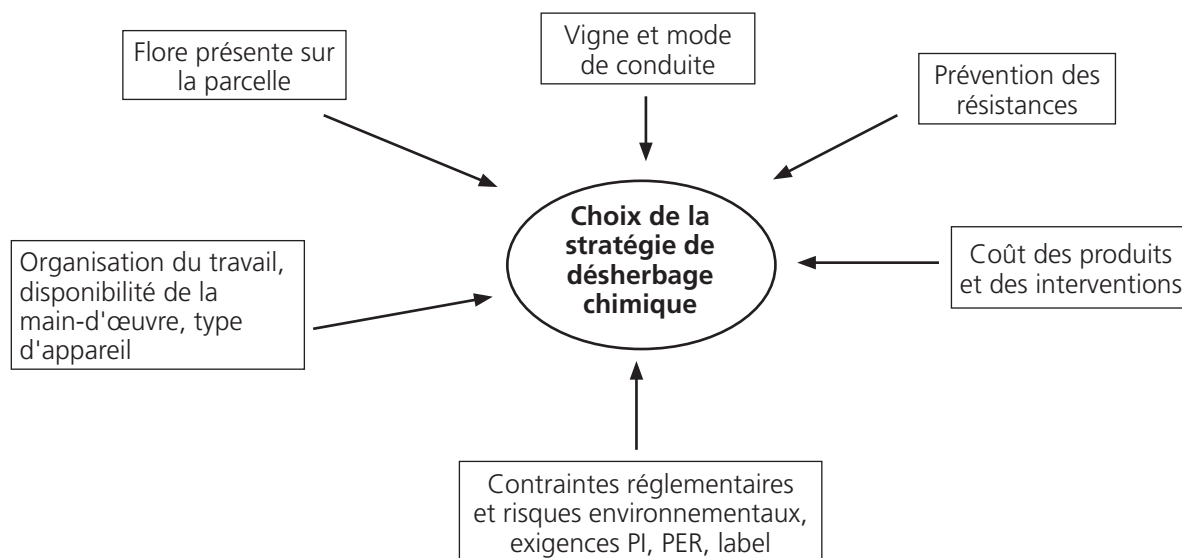 Flore présente sur
la parcelle
Vigne et mode
de conduite
Prévention des
résistances
Choix de la
stratégie de
désherbage
chimique
Organisation du travail,
disponibilité de la
main-d'œuvre, type
d'appareil
Coût des produits
et des interventions
Contraintes réglementaires
et risques environnementaux,
exigences PI, PER, label